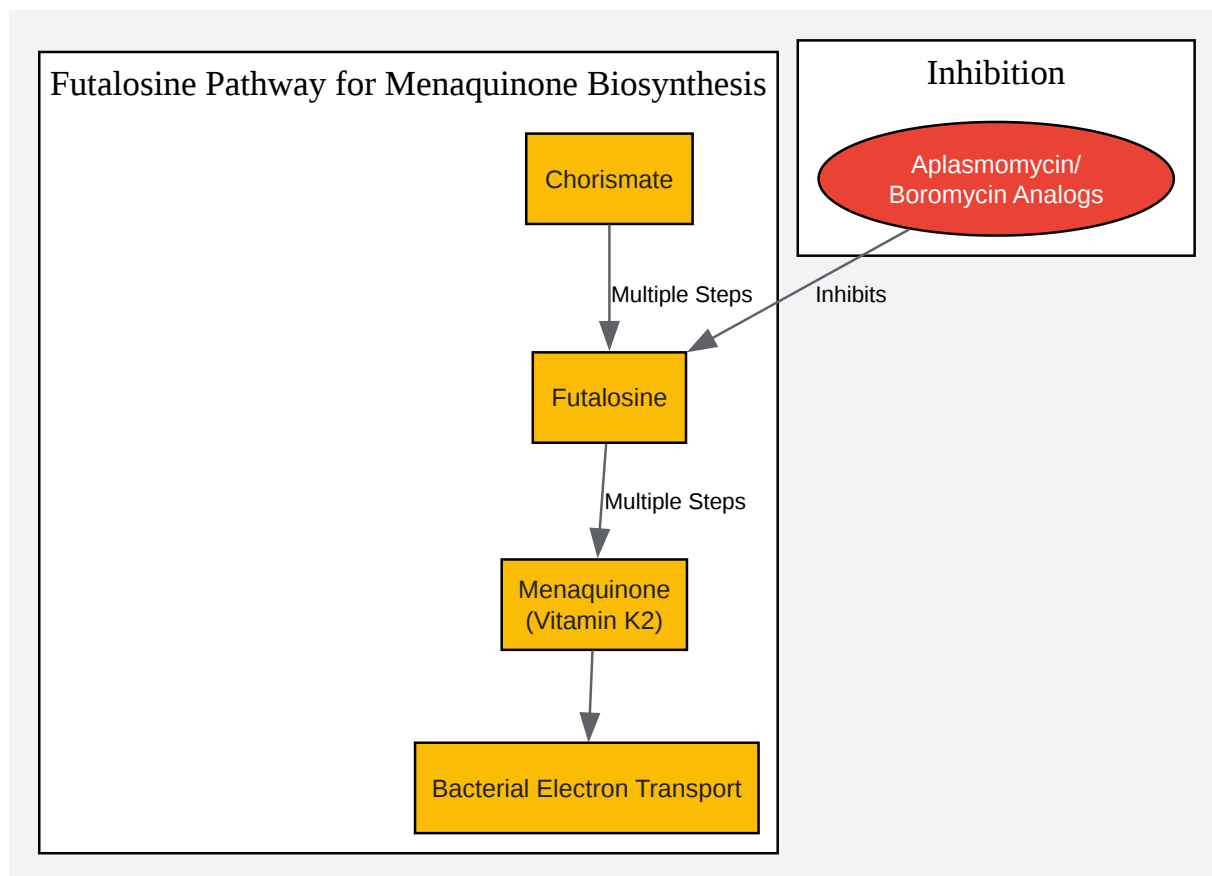 Futalosine Pathway for Menaquinone Biosynthesis
Inhibition
Chorismate
Aplasmomycin/
Boromycin Analogs
Multiple Steps
Inhibits
Futalosine
Multiple Steps
Menaquinone
(Vitamin K2)
Bacterial Electron Transport